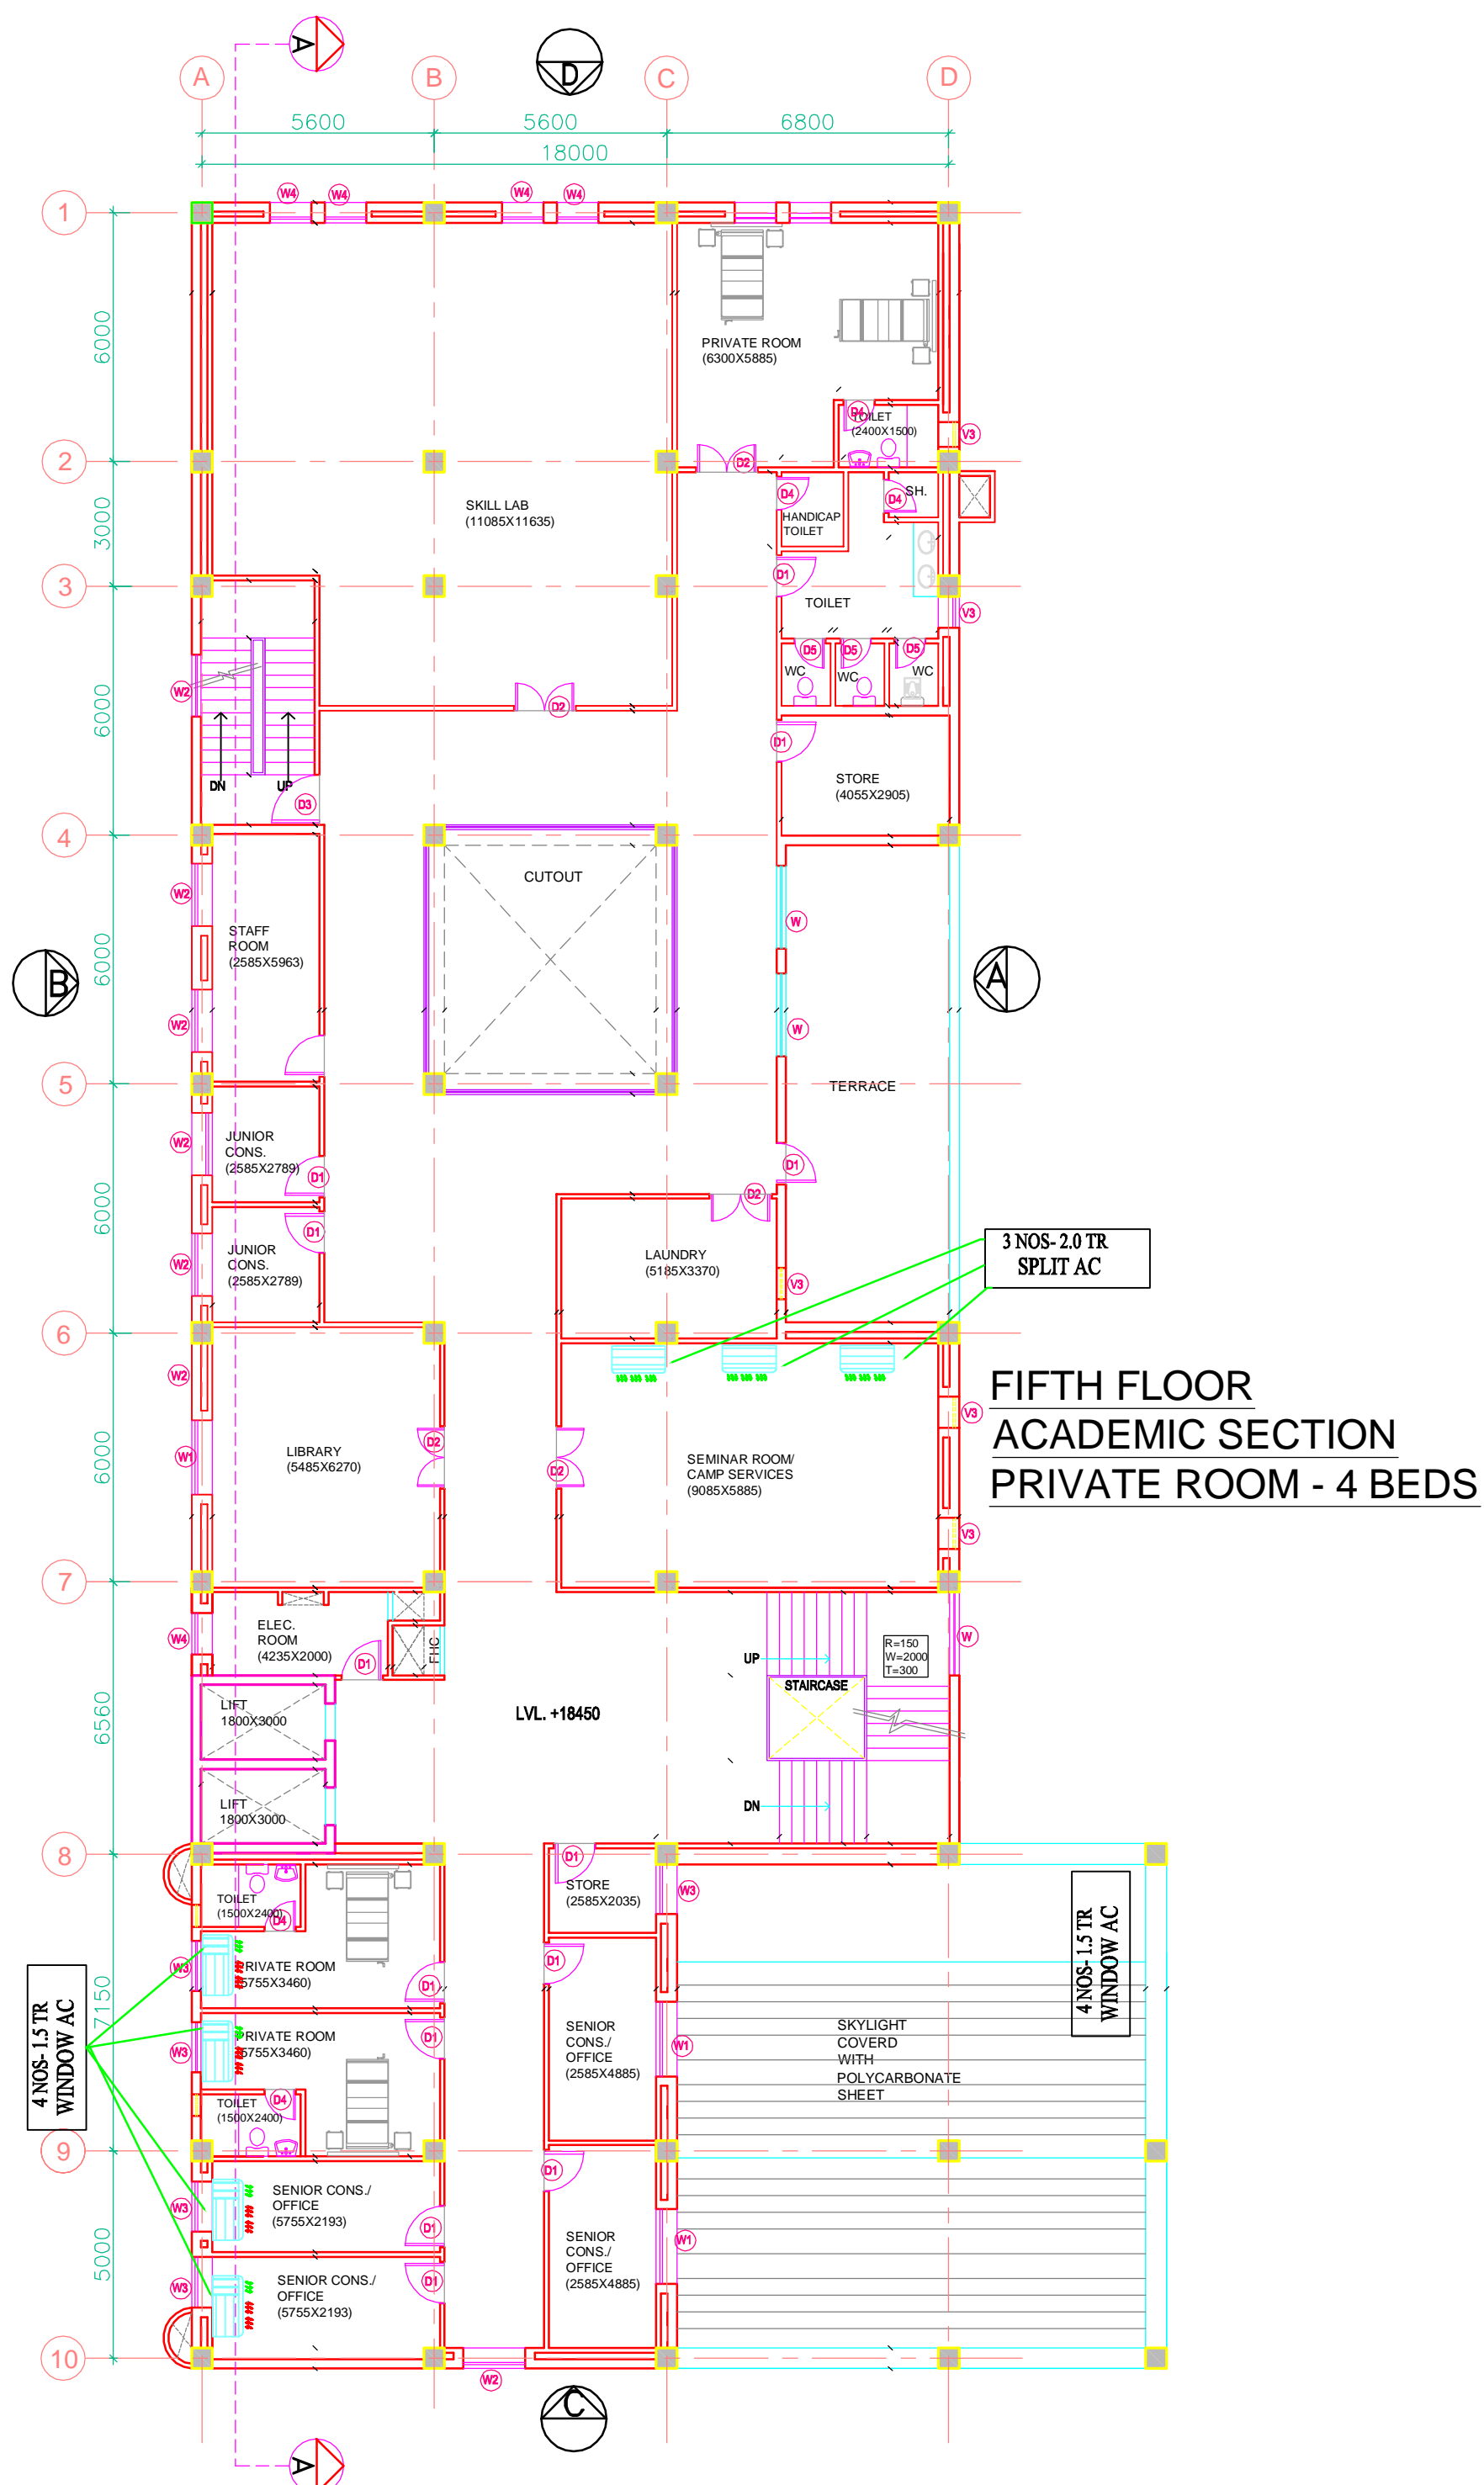 A
D
A
B
C
D
5600
5600
6800
18000
W4
W4
W4
W4
1
6000
PRIVATE ROOM
(6300X5885)
D4
TOILET
(2400X1500)
V3
2
D2
3000
SKILL LAB
(11085X11635)
D4
HANDICAP
TOILET
D4
SH.
3
D1
TOILET
V3
D5
D5
D5
WC
WC
WC
6000
W2
D2
D1
DN
UP
D3
STORE
(4055X2905)
4
CUTOUT
W2
W
STAFF
ROOM
(2585X5963)
6000
B
A
W2
W
5
TERRACE
JUNIOR
CONS.
(2585X2789)
W2
D1
D1
D2
6000
D1
JUNIOR
CONS.
(2585X2789)
W2
LAUNDRY
(5185X3370)
V3
3 NOS- 2.0 TR
SPLIT AC
6
W2
FIFTH FLOOR
ACADEMIC SECTION
PRIVATE ROOM - 4 BEDS
V3
6000
W1
LIBRARY
(5485X6270)
D2
D2
SEMINAR ROOM/
CAMP SERVICES
(9085X5885)
V3
7
ELEC.
ROOM
(4235X2000)
W4
D1
FHC
UP
R=150
W=2000
T=300
W
STAIRCASE
6560
LIFT
1800X3000
LVL. +18450
LIFT
1800X3000
DN
8
D1
TOILET
(1500X2400)
D4
STORE
(2585X2035)
W3
4 NOS- 1.5 TR
WINDOW AC
7150
W3
PRIVATE ROOM
(5755X3460)
D1
D1
4 NOS- 1.5 TR
WINDOW AC
PRIVATE ROOM
(5755X3460)
W3
D1
SENIOR
CONS./
OFFICE
(2585X4885)
W1
SKYLIGHT
COVERD
WITH
POLYCARBONATE
SHEET
TOILET
(1500X2400)
D4
9
D1
SENIOR CONS./
OFFICE
(5755X2193)
W3
D1
5000
SENIOR
CONS./
OFFICE
(2585X4885)
W1
SENIOR CONS./
OFFICE
(5755X2193)
W3
D1
10
W2
C
A